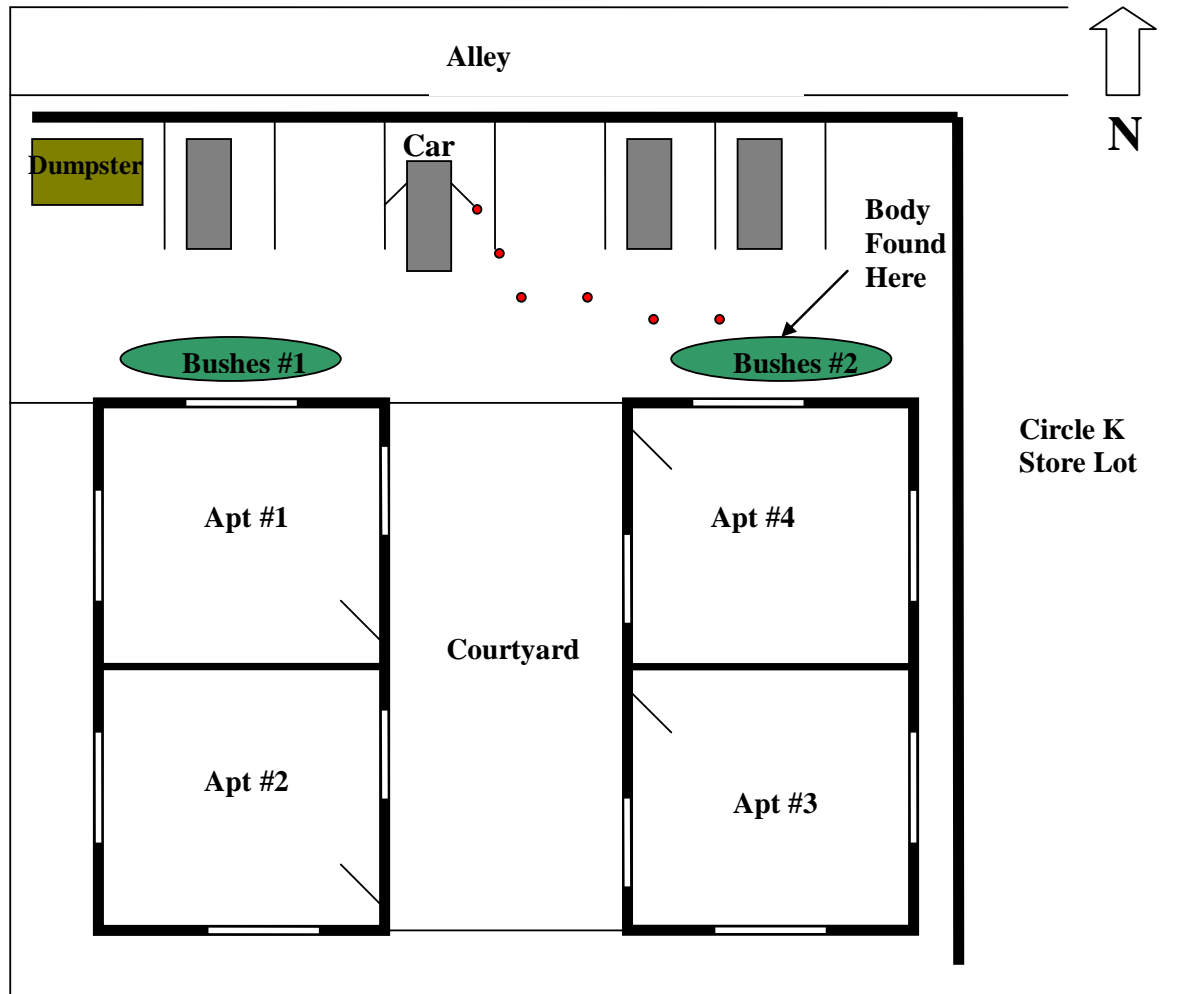 Alley
N
Car
Dumpster
Body
Found
Here
Bushes #1
Bushes #2
Circle K
Store Lot
Apt #1
Apt #4
Courtyard
Apt #2
Apt #3